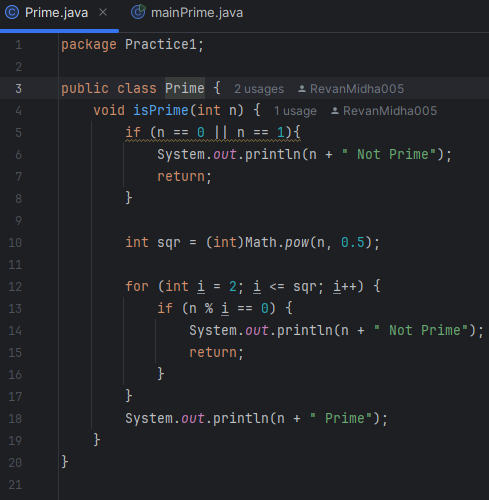 Prime.java × mainPrime.java
1 package Practice1;
2
3 public class Prime { 2 usages RevanMidha005
4 void isPrime(int n) { 1 usage RevanMidha005
5 if (n == 0 || n == 1){
6 System.out.println(n + " Not Prime");
7 return;
8 }
9
10 int sqr = (int)Math.pow(n, 0.5);
11
12 for (int i = 2; i <= sqr; i++) {
13 if (n % i == 0) {
14 System.out.println(n + " Not Prime");
15 return;
16 }
17 }
18 System.out.println(n + " Prime");
19 }
20 }
21